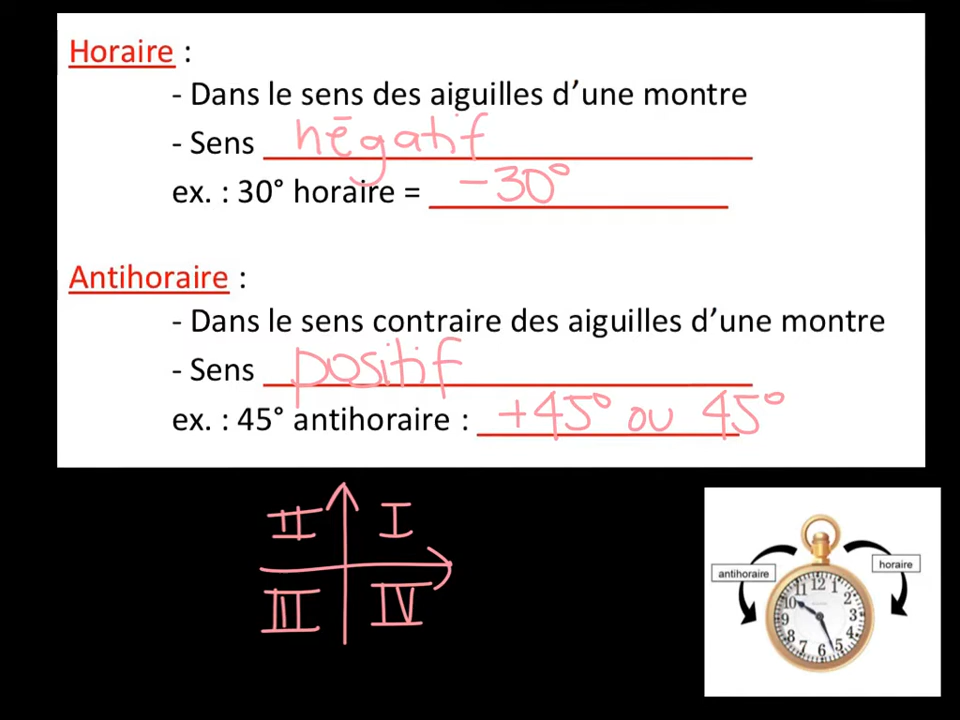 Horaire :
- Dans le sens des aiguilles d’une montre
- Sens négatif
ex. : 30° horaire = -30°
Antihoraire :
- Dans le sens contraire des aiguilles d’une montre
- Sens positif
ex. : 45° antihoraire : +45° ou 45°
II I
III IV
antihoraire horaire
12 1 2 3 4 5 6 7 8 9 10 11